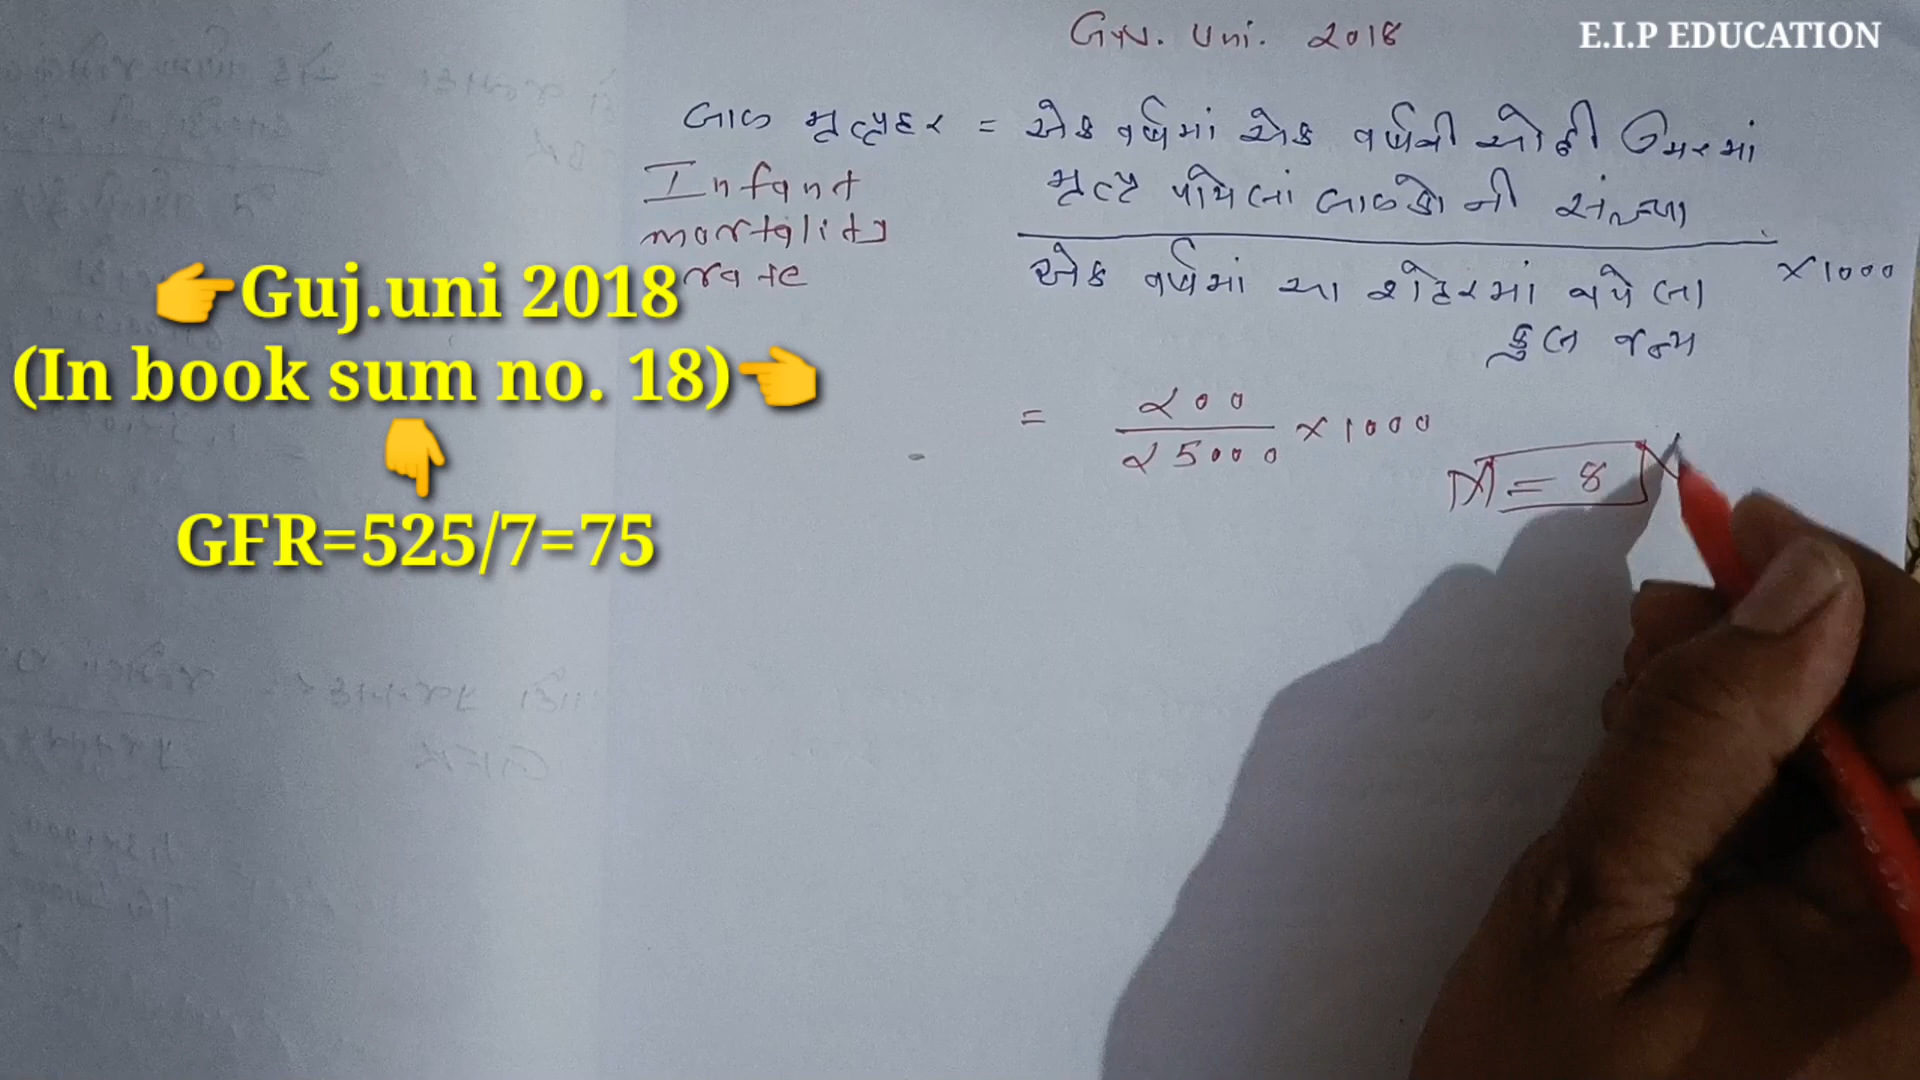 Guj. Uni. 2018
E.I.P EDUCATION
બાળ મૃત્યુદર = એક વર્ષમાં એક વર્ષની ઓછી ઉંમરમાં
મૃત્યુ પામેલાં બાળકો ની સંખ્યા
એક વર્ષમાં આ શહેરમાં થયેલા
કુલ જન્મ
× 1000
Infant
mortality
rate
= 200
25000 × 1000
= 8
👉Guj.uni 2018
(In book sum no. 18)👈
👇
GFR=525/7=75